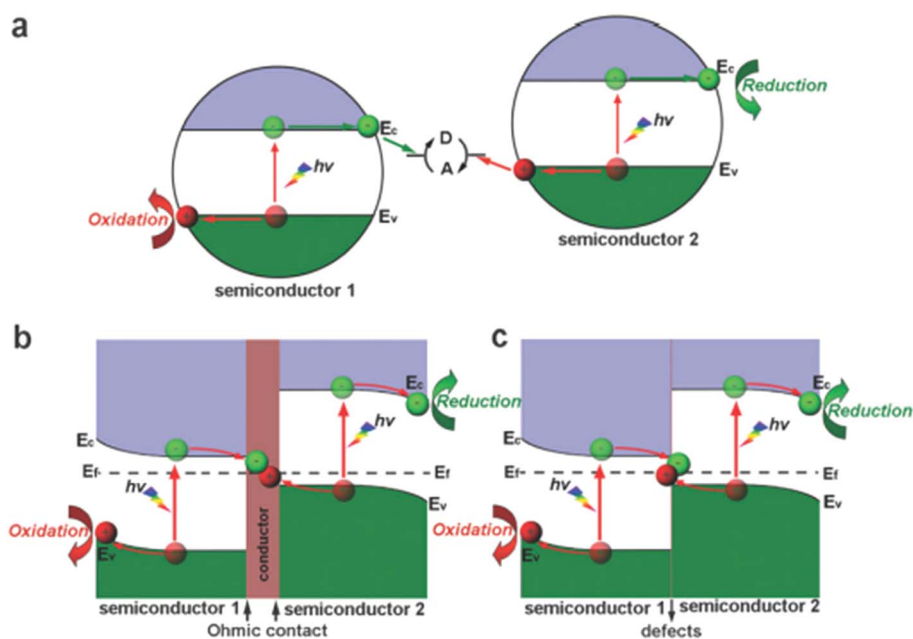 a
Ec
hv
Oxidation
Ev
semiconductor 1
D
A
Ec
Reduction
hv
Ev
semiconductor 2
b
Ec
Ef
hv
Oxidation
Ev
conductor
Ec
Reduction
hv
Ef
Ev
semiconductor 1
semiconductor 2
Ohmic contact
c
Ec
Ef
hv
Oxidation
Ev
Ec
Reduction
hv
Ef
Ev
semiconductor 1
semiconductor 2
defects